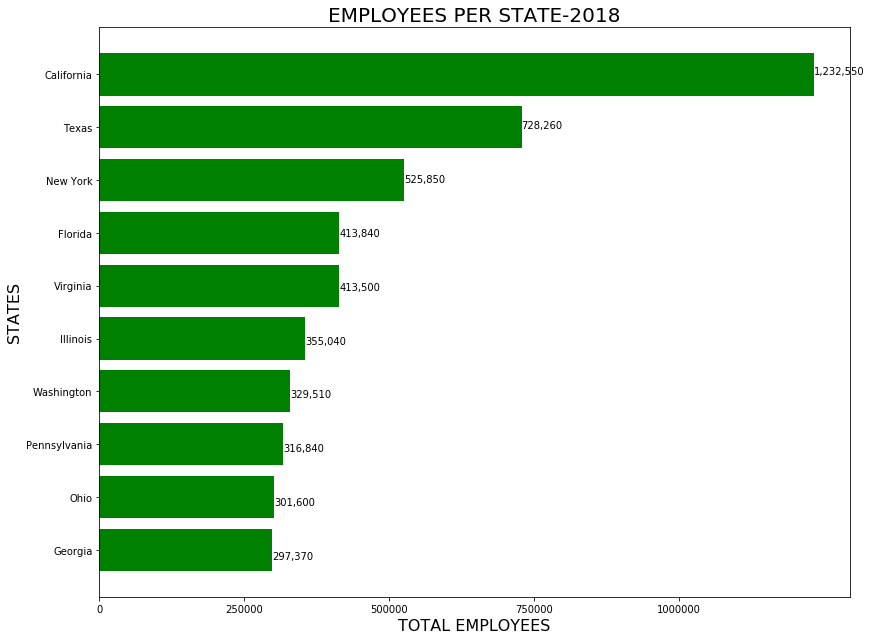 EMPLOYEES PER STATE-2018
California 1,232,550
Texas 728,260
New York 525,850
Florida 413,840
Virginia 413,500
Illinois 355,040
Washington 329,510
Pennsylvania 316,840
Ohio 301,600
Georgia 297,370
STATES
0 250000 500000 750000 1000000
TOTAL EMPLOYEES